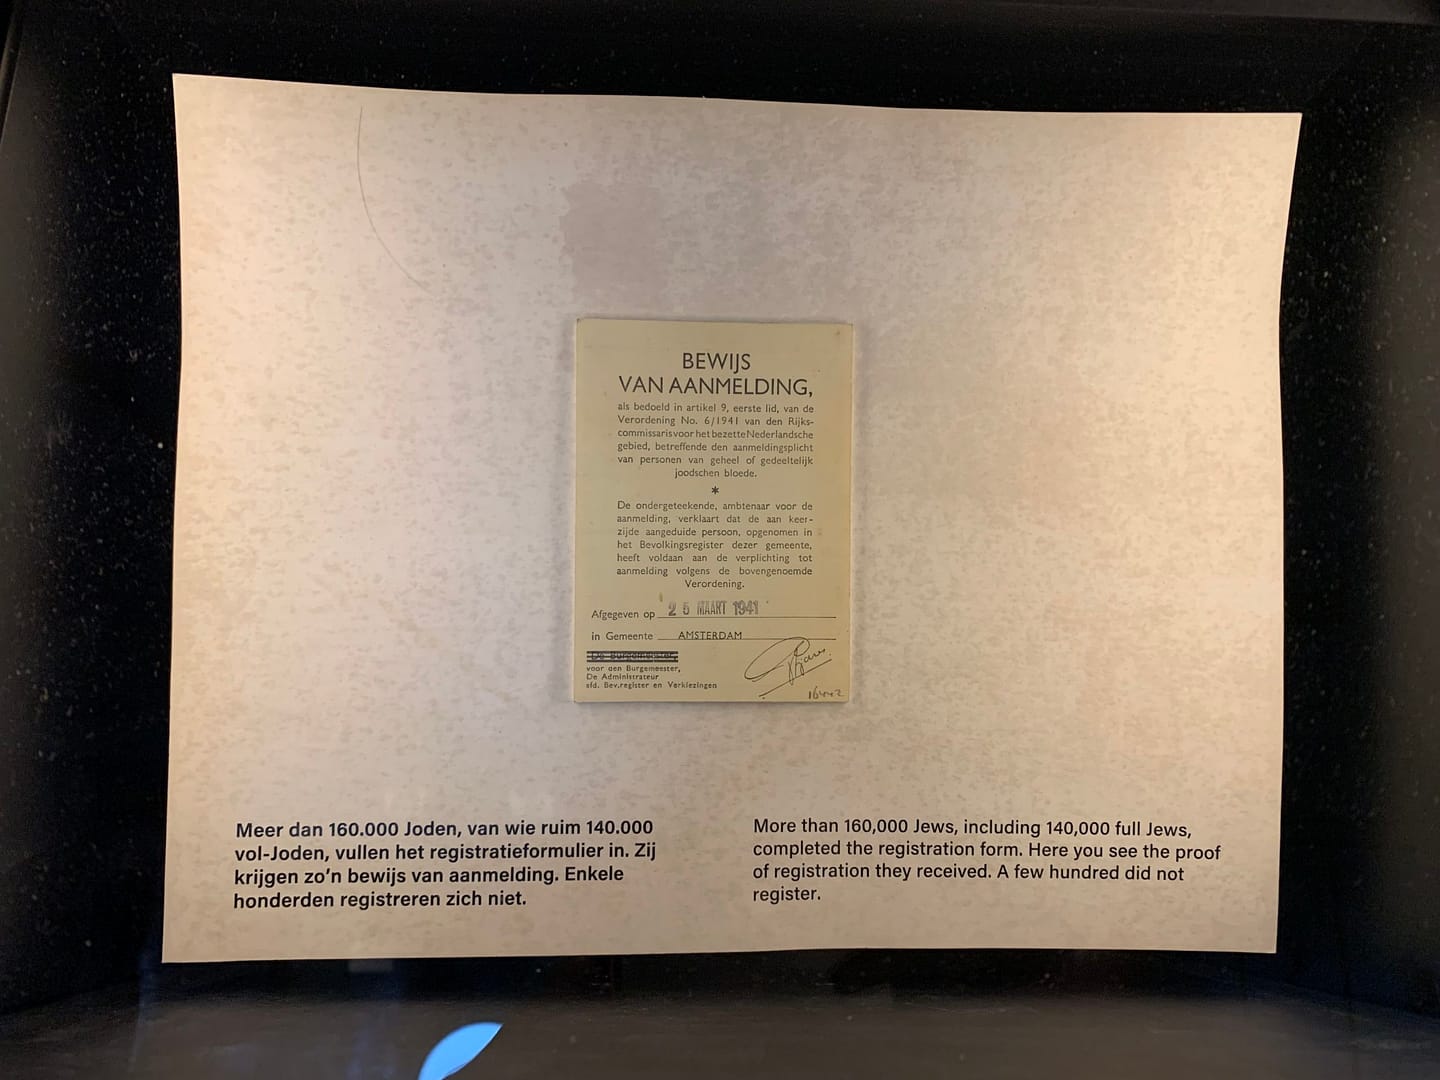 BEWIJS
VAN AANMELDING,
als bedoeld in artikel 9, eerste lid, van de
Verordening No. 6/1941 van den Rijks-
commissaris voor het bezette Nederlandsche
gebied, betreffende den aanmeldingsplicht
van personen van geheel of gedeeltelijk
joodschen bloede.
*
De ondergeteekende, ambtenaar voor de
aanmelding, verklaart dat de aan keer-
zijde aangeduide persoon, opgenomen in
het Bevolkingsregister dezer gemeente,
heeft voldaan aan de verplichting tot
aanmelding volgens de bovengenoemde
Verordening.
Afgegeven op 25 MAART 1941
in Gemeente AMSTERDAM
De Burgemeester,
voor den Burgemeester,
De Administrateur
afd. Bev.register en Verkiezingen
Meer dan 160.000 Joden, van wie ruim 140.000
vol-Joden, vullen het registratieformulier in. Zij
krijgen zo'n bewijs van aanmelding. Enkele
honderden registreren zich niet.
More than 160,000 Jews, including 140,000 full Jews,
completed the registration form. Here you see the proof
of registration they received. A few hundred did not
register.